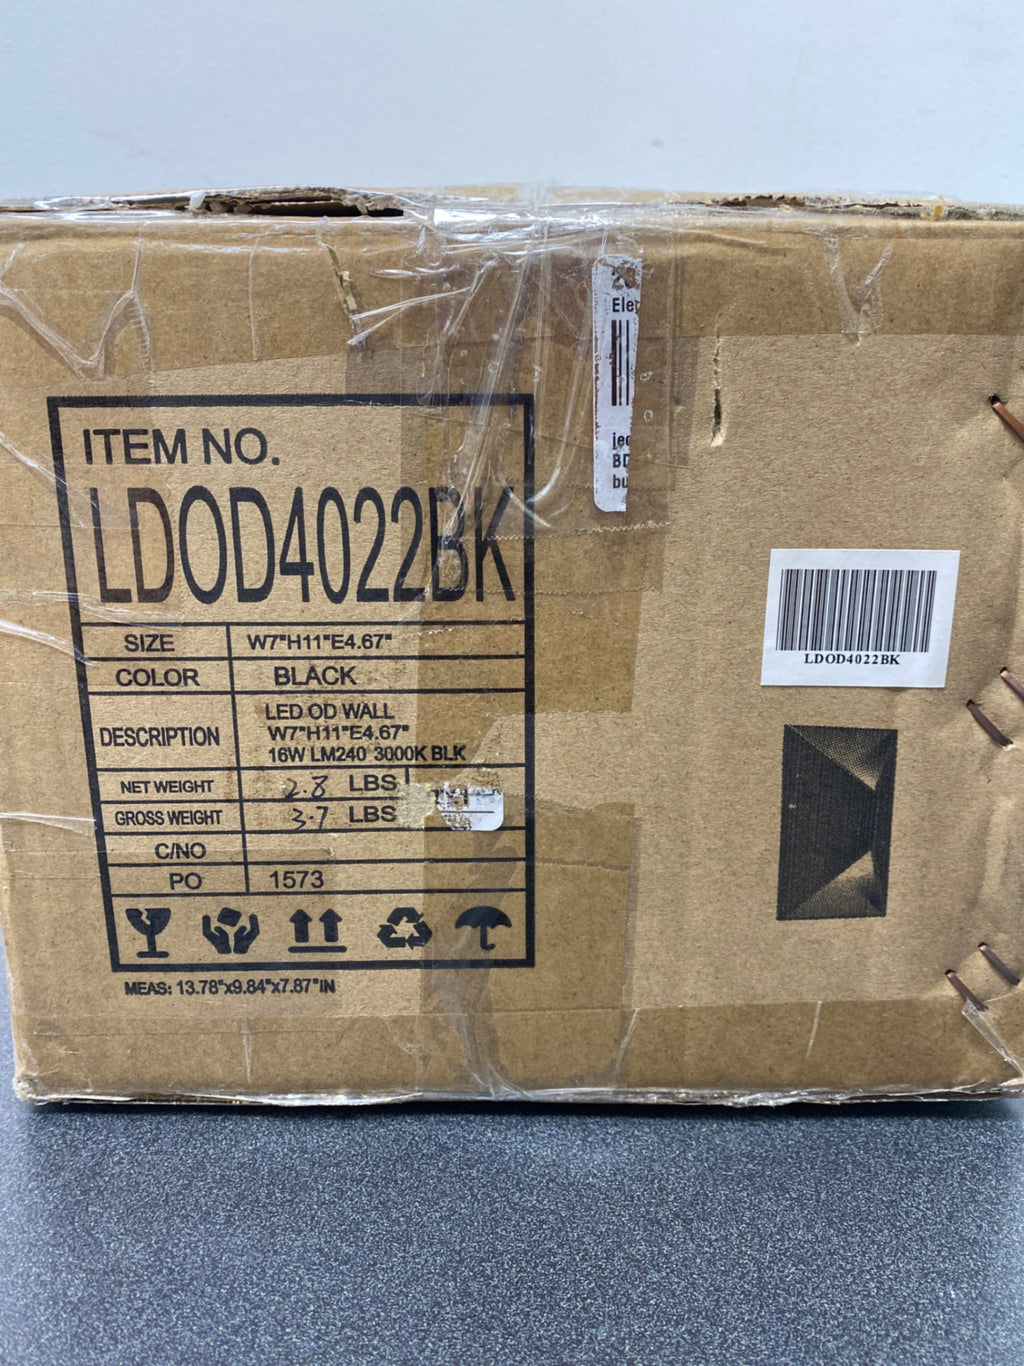 ITEM NO.
LDOD4022BK
SIZE W7"H11"E4.67"
COLOR BLACK
DESCRIPTION LED OD WALL
W7"H11"E4.67"
16W LM240 3000K BLK
NET WEIGHT 2.8 LBS
GROSS WEIGHT 3.7 LBS
C/NO
PO 1573
MEAS: 13.78"x9.84"x7.87"IN
LDOD4022BK